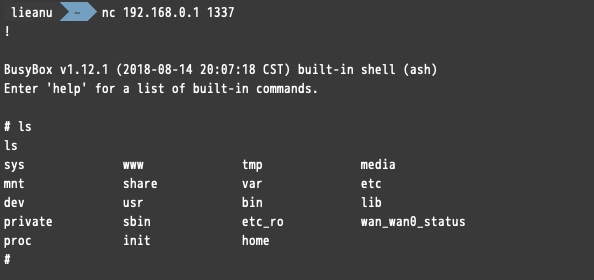 lieanu ~ nc 192.168.0.1 1337
!
BusyBox v1.12.1 (2018-08-14 20:07:18 CST) built-in shell (ash)
Enter 'help' for a list of built-in commands.
# ls
ls
sys www tmp media
mnt share var etc
dev usr bin lib
private sbin etc_ro wan_wan0_status
proc init home
#